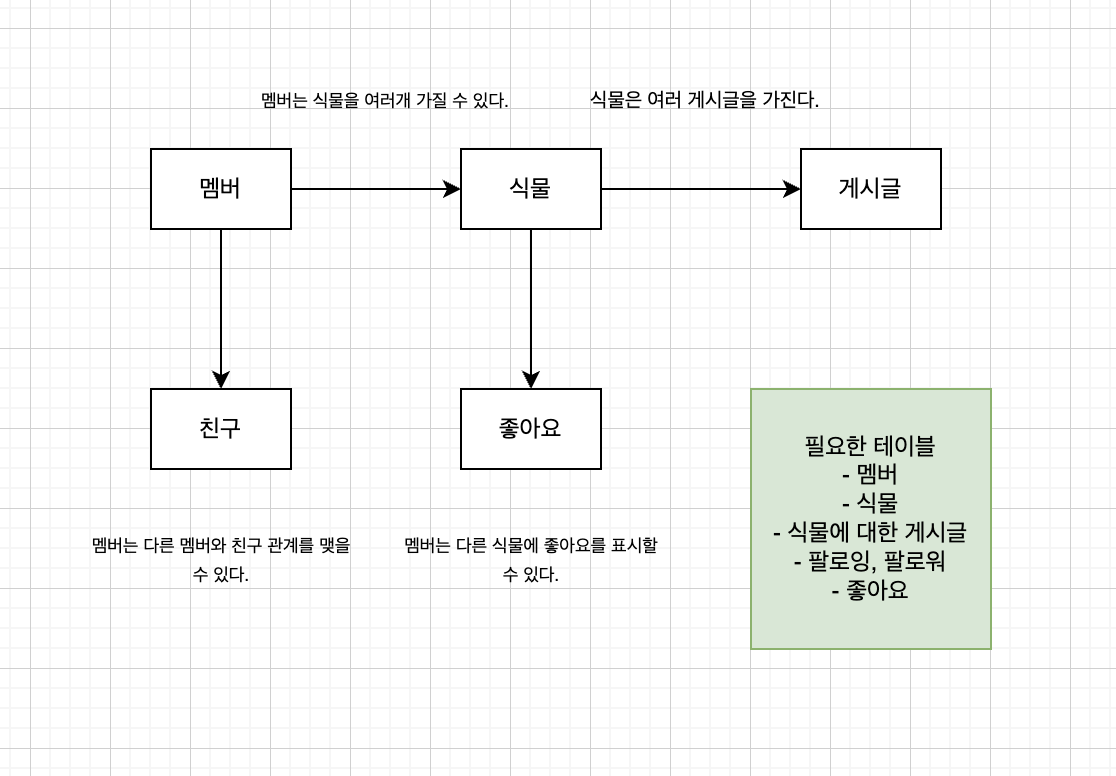 멤버는 식물을 여러개 가질 수 있다.
식물은 여러 게시글을 가진다.
멤버
식물
게시글
친구
좋아요
멤버는 다른 멤버와 친구 관계를 맺을
수 있다.
멤버는 다른 식물에 좋아요를 표시할
수 있다.
필요한 테이블
- 멤버
- 식물
- 식물에 대한 게시글
- 팔로잉, 팔로워
- 좋아요